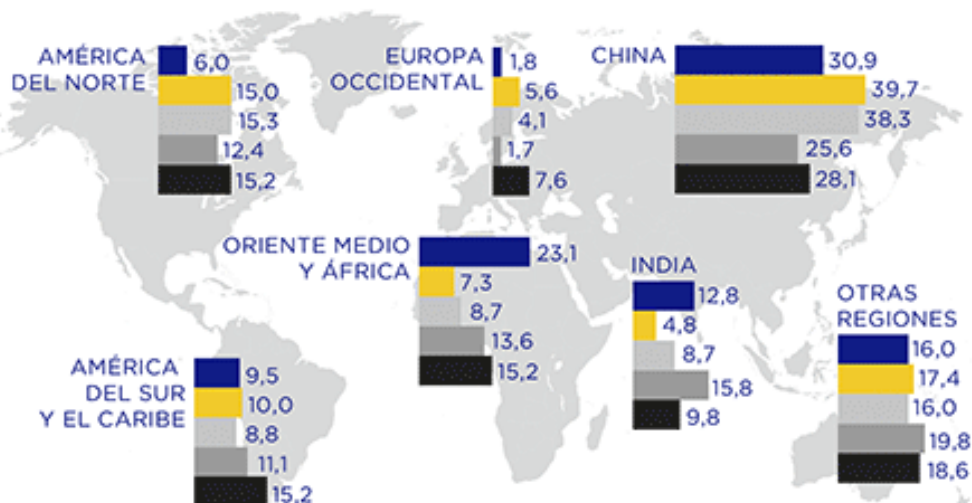 AMÉRICA
DEL NORTE
6,0
15,0
15,3
12,4
15,2
EUROPA
OCCIDENTAL
1,8
5,6
4,1
1,7
7,6
CHINA
30,9
39,7
38,3
25,6
28,1
ORIENTE MEDIO
Y ÁFRICA
23,1
7,3
8,7
13,6
15,2
INDIA
12,8
4,8
8,7
15,8
9,8
OTRAS
REGIONES
16,0
17,4
16,0
19,8
18,6
AMÉRICA
DEL SUR
Y EL CARIBE
9,5
10,0
8,8
11,1
15,2